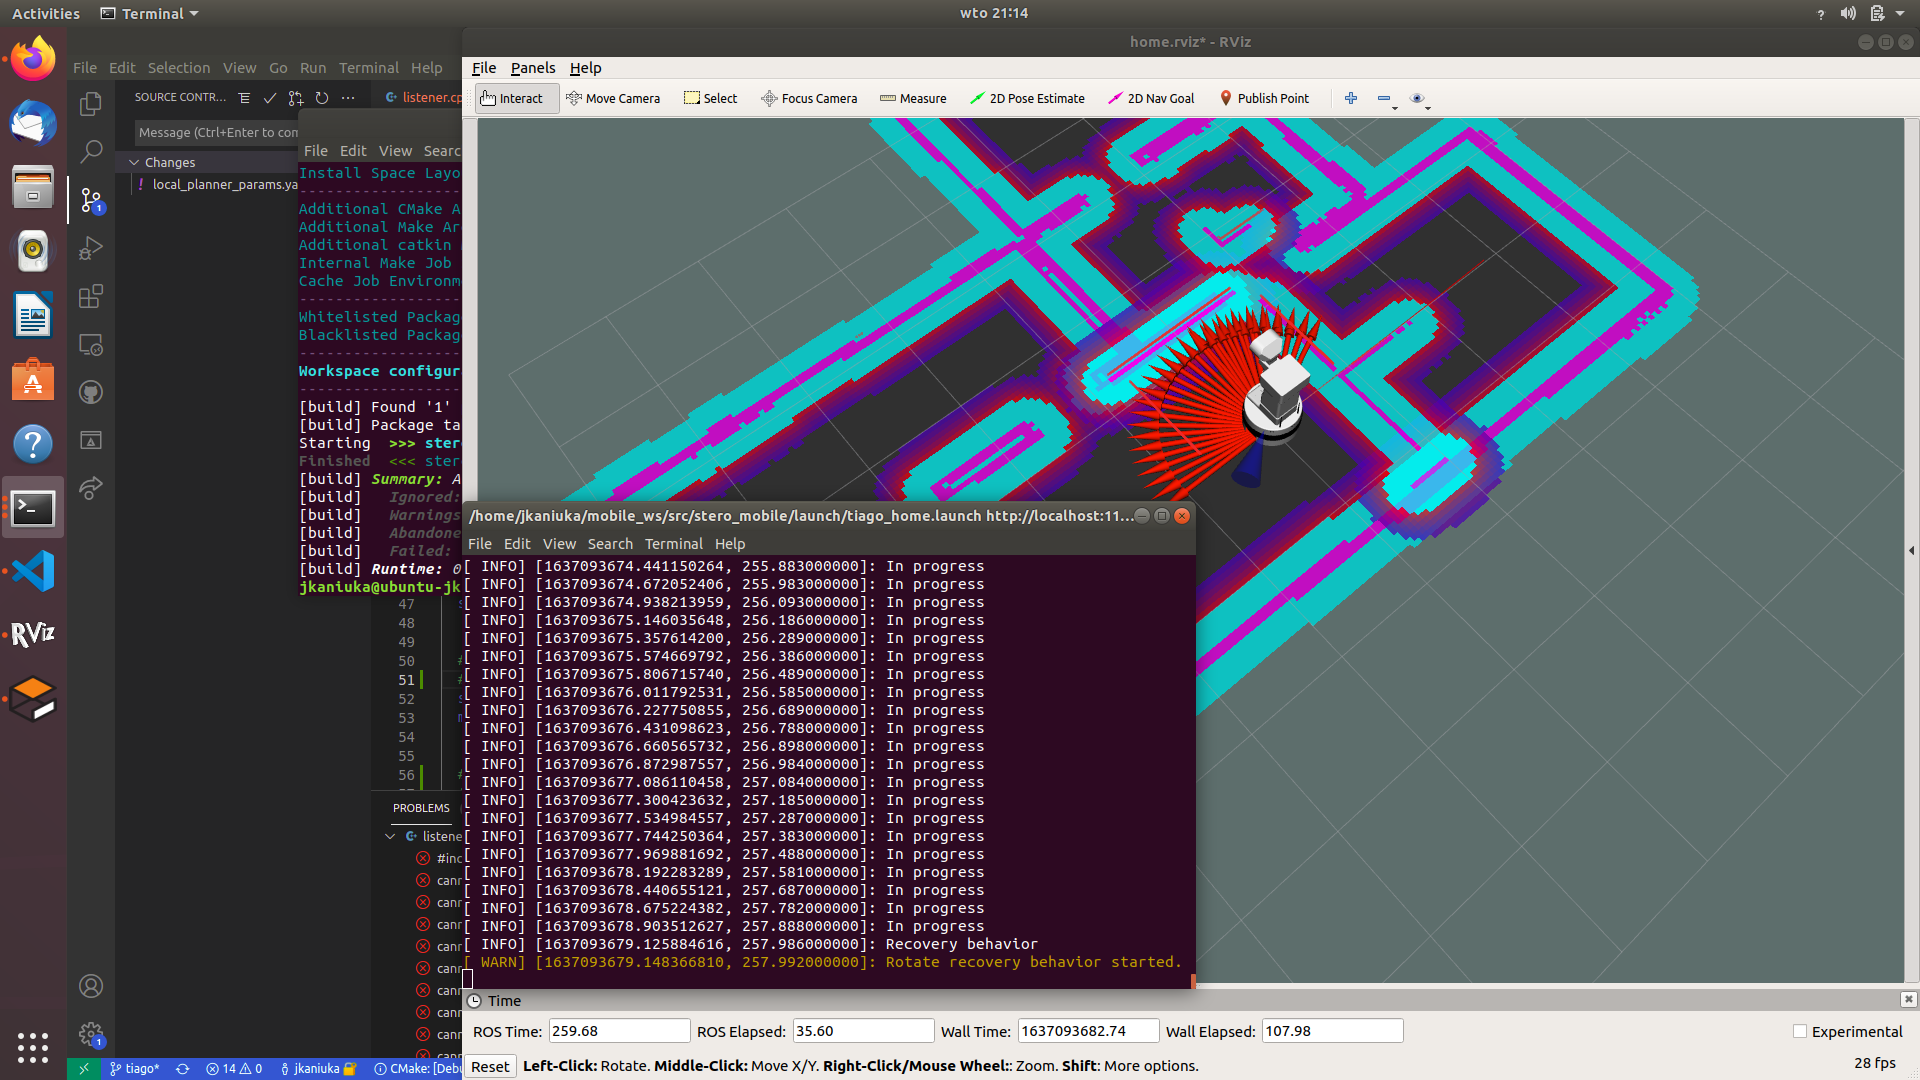 Activities
Terminal
wto 21:14
?
home.rviz* - RViz
File Edit Selection View Go Run Terminal Help
SOURCE CONTR...
listener.cp
Message (Ctrl+Enter to com
Changes
! local_planner_params.ya
1
File Edit View Searc
Install Space Layo
Additional CMake A
Additional Make Ar
Additional catkin
Internal Make Job
Cache Job Environm
Whitelisted Packag
Blacklisted Packag
Workspace configur
[build] Found '1'
[build] Package ta
Starting >>> ster
Finished <<< ster
[build] Summary: A
[build] Ignored:
[build] Warnings
[build] Abandone
[build] Failed:
[build] Runtime: 0
jkaniuka@ubuntu-jk
File Panels Help
Interact
Move Camera
Select
Focus Camera
Measure
2D Pose Estimate
2D Nav Goal
Publish Point
/home/jkaniuka/mobile_ws/src/stero_mobile/launch/tiago_home.launch http://localhost:11...
File Edit View Search Terminal Help
[ INFO] [1637093674.441150264, 255.883000000]: In progress
[ INFO] [1637093674.672052406, 255.983000000]: In progress
[ INFO] [1637093674.938213959, 256.093000000]: In progress
[ INFO] [1637093675.146035648, 256.186000000]: In progress
[ INFO] [1637093675.357614200, 256.289000000]: In progress
[ INFO] [1637093675.574669792, 256.386000000]: In progress
[ INFO] [1637093675.806715740, 256.489000000]: In progress
[ INFO] [1637093676.011792531, 256.585000000]: In progress
[ INFO] [1637093676.227750855, 256.689000000]: In progress
[ INFO] [1637093676.431098623, 256.788000000]: In progress
[ INFO] [1637093676.660565732, 256.898000000]: In progress
[ INFO] [1637093676.872987557, 256.984000000]: In progress
[ INFO] [1637093677.086110458, 257.084000000]: In progress
[ INFO] [1637093677.300423632, 257.185000000]: In progress
[ INFO] [1637093677.534984557, 257.287000000]: In progress
[ INFO] [1637093677.744250364, 257.383000000]: In progress
[ INFO] [1637093677.969881692, 257.488000000]: In progress
[ INFO] [1637093678.192283289, 257.581000000]: In progress
[ INFO] [1637093678.440655121, 257.687000000]: In progress
[ INFO] [1637093678.675224382, 257.782000000]: In progress
[ INFO] [1637093678.903512627, 257.888000000]: In progress
[ INFO] [1637093679.125884616, 257.986000000]: Recovery behavior
[ WARN] [1637093679.148366810, 257.992000000]: Rotate recovery behavior started.
47
48
49
50 #
51 #
52
53
54
55
56 #
PROBLEMS
listene
#inc
canr
canr
canr
canr
canr
canr
canr
canr
RViz
1
Time
ROS Time: 259.68
ROS Elapsed: 35.60
Wall Time: 1637093682.74
Wall Elapsed: 107.98
Experimental
Reset
Left-Click: Rotate. Middle-Click: Move X/Y. Right-Click/Mouse Wheel:: Zoom. Shift: More options.
28 fps
tiago* 14 0 jkaniuka CMake: [Debu